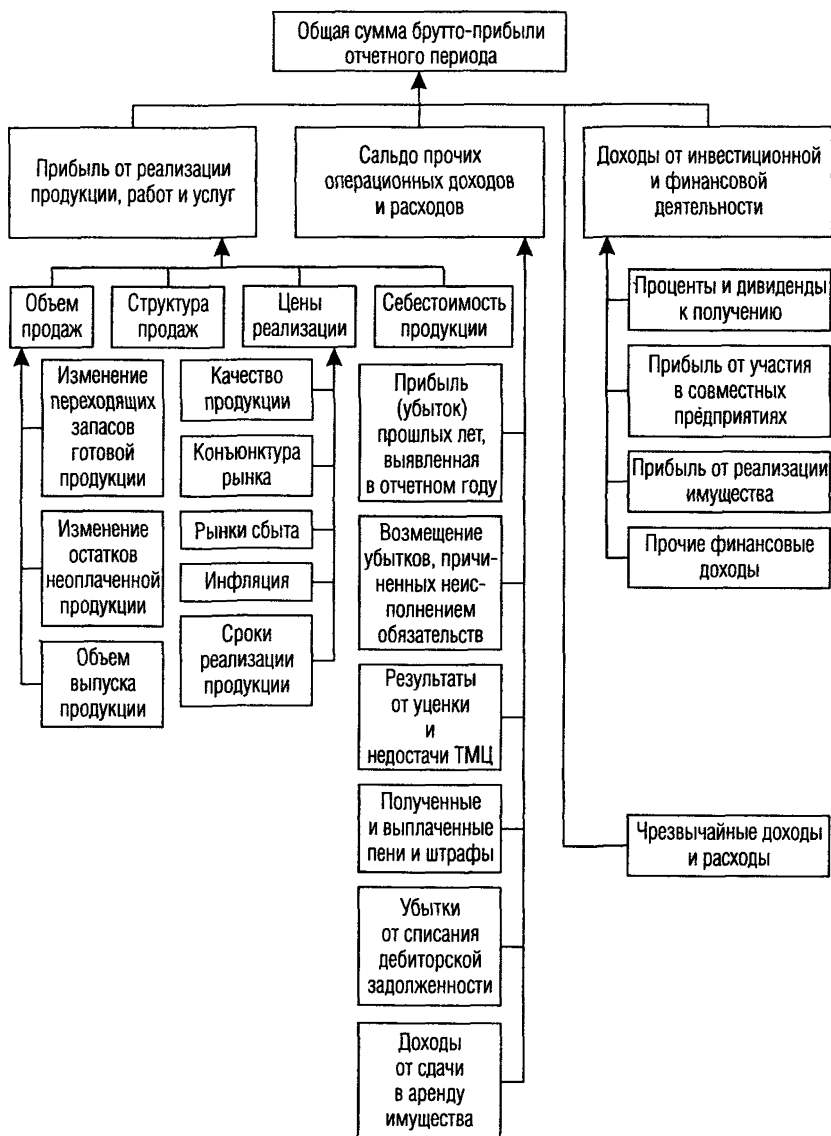 Общая сумма брутто-прибыли
отчетного периода
Прибыль от реализации
продукции, работ и услуг
Сальдо прочих
операционных доходов
и расходов
Доходы от инвестиционной
и финансовой
деятельности
Объем
продаж
Структура
продаж
Цены
реализации
Себестоимость
продукции
Изменение
переходящих
запасов
готовой
продукции
Изменение
остатков
неоплаченной
продукции
Объем
выпуска
продукции
Качество
продукции
Конъюнктура
рынка
Рынки сбыта
Инфляция
Сроки
реализации
продукции
Прибыль
(убыток)
прошлых лет,
выявленная
в отчетном году
Возмещение
убытков, причи-
ненных неис-
полнением
обязательств
Результаты
от уценки
и
недостачи ТМЦ
Полученные
и выплаченные
пени и штрафы
Убытки
от списания
дебиторской
задолженности
Доходы
от сдачи
в аренду
имущества
Проценты и дивиденды
к получению
Прибыль от участия
в совместных
предприятиях
Прибыль от реализации
имущества
Прочие финансовые
доходы
Чрезвычайные доходы
и расходы